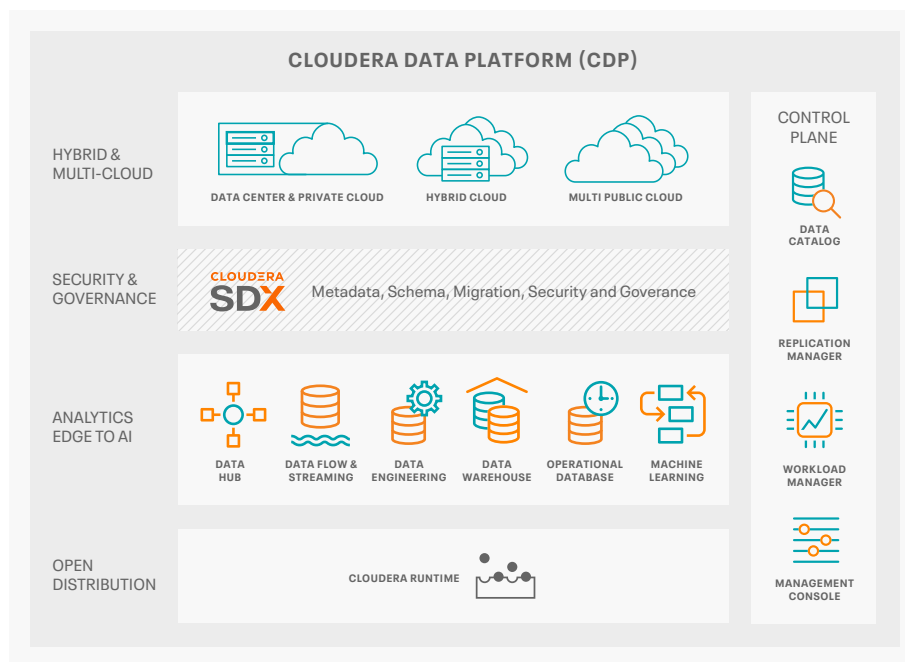 CLOUDERA DATA PLATFORM (CDP)
HYBRID &
MULTI-CLOUD
DATA CENTER & PRIVATE CLOUD
HYBRID CLOUD
MULTI PUBLIC CLOUD
SECURITY &
GOVERNANCE
CLOUDERA
SDX
Metadata, Schema, Migration, Security and Goverance
ANALYTICS
EDGE TO AI
DATA
HUB
DATA FLOW &
STREAMING
DATA
ENGINEERING
DATA
WAREHOUSE
OPERATIONAL
DATABASE
MACHINE
LEARNING
OPEN
DISTRIBUTION
CLOUDERA RUNTIME
CONTROL
PLANE
DATA
CATALOG
REPLICATION
MANAGER
WORKLOAD
MANAGER
MANAGEMENT
CONSOLE